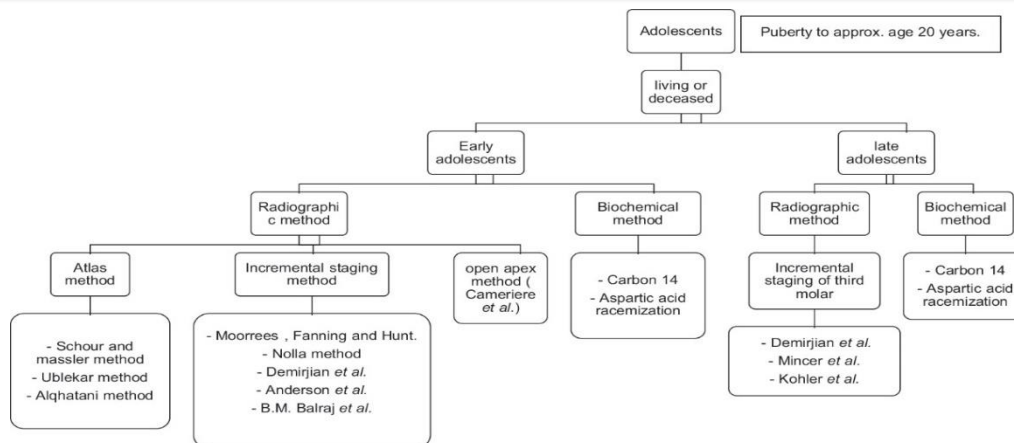 Adolescents
Puberty to approx. age 20 years.
living or
deceased
Early
adolescents
late
adolescents
Radiographi
c method
Biochemical
method
Radiographic
method
Biochemical
method
Atlas
method
Incremental staging
method
open apex
method (
Cameriere
et al.)
- Carbon 14
- Aspartic acid
racemization
Incremental
staging of third
molar
- Carbon 14
- Aspartic acid
racemization
- Schour and
massler method
- Ublekar method
- Alqhatani method
- Moorrees , Fanning and Hunt.
- Nolla method
- Demirjian et al.
- Anderson et al.
- B.M. Balraj et al.
- Demirjian et al.
- Mincer et al.
- Kohler et al.